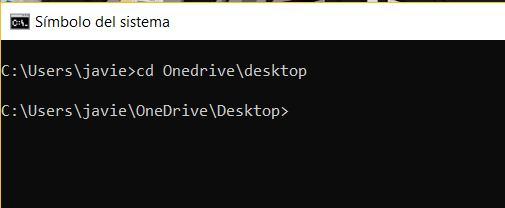 Símbolo del sistema
C:\Users\javie>cd Onedrive\desktop
C:\Users\javie\OneDrive\Desktop>